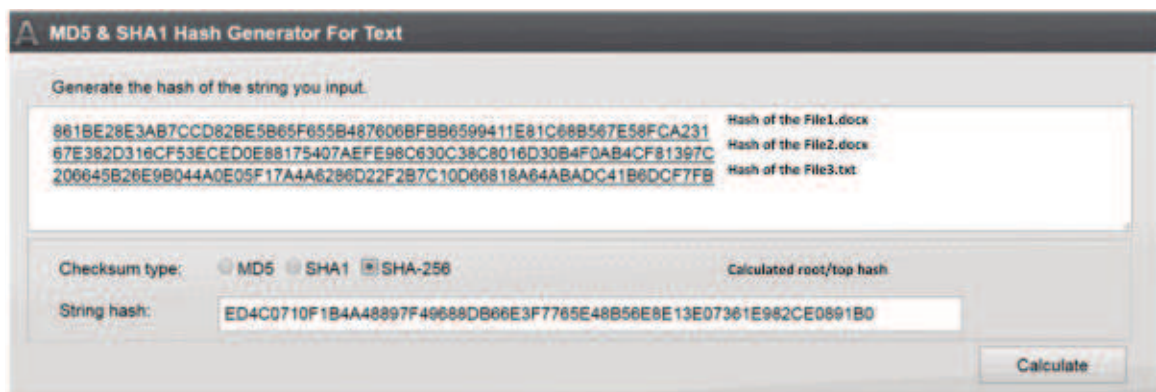 MD5 & SHA1 Hash Generator For Text
Generate the hash of the string you input.
861BE28E3AB7CCD82BE5B65F655B487606BFBB6599411E81C68B567E58FCA231 Hash of the File1.docx
67E382D316CF53ECED0E88175407AEFE98C630C38C8016D30B4F0AB4CF81397C Hash of the File2.docx
206645B26E9B044A0E05F17A4A6286D22F2B7C10D66818A64ABADC41B6DCF7FB Hash of the File3.txt
Checksum type: MD5 SHA1 SHA-256 Calculated root/top hash
String hash: ED4C0710F1B4A48897F49688DB66E3F7765E48B56E8E13E07361E982CE0891B0
Calculate